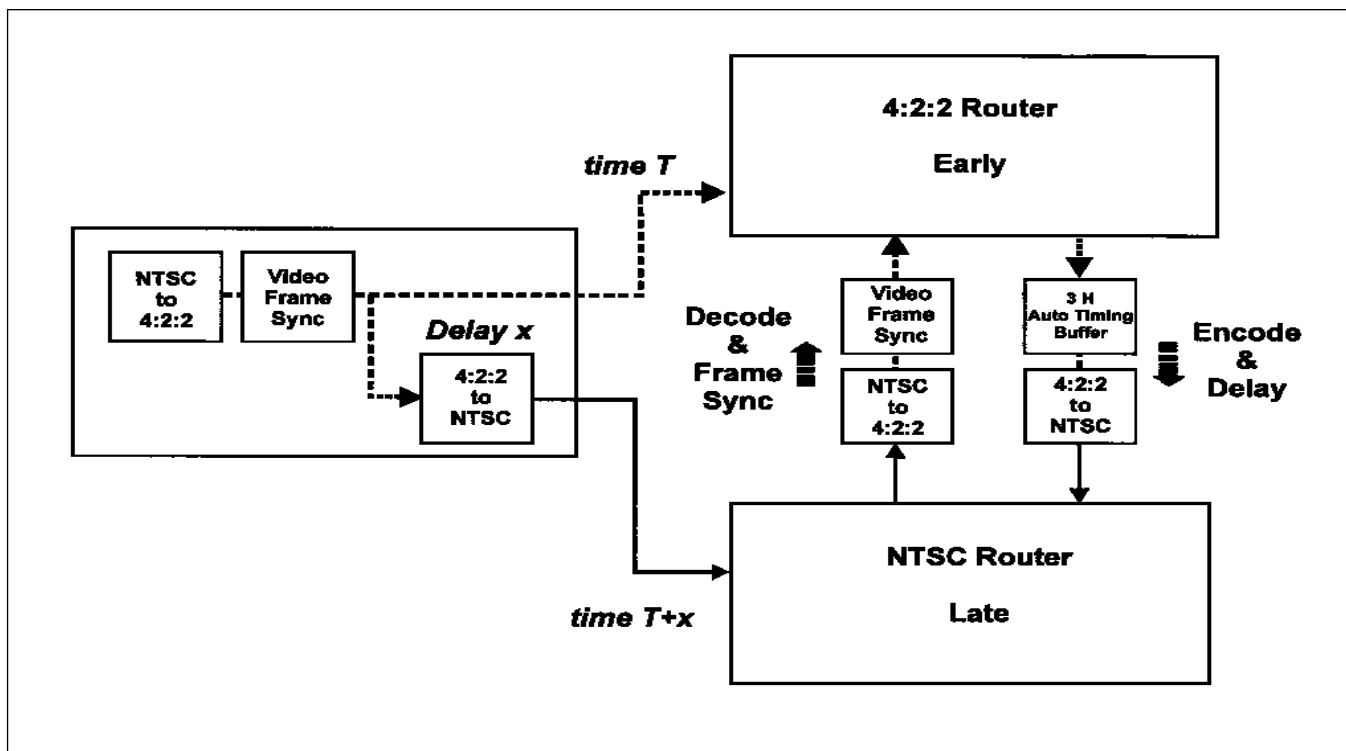 4:2:2 Router
Early
time T
NTSC
to
4:2:2
Video
Frame
Sync
Delay x
4:2:2
to
NTSC
Decode
&
Frame
Sync
Video
Frame
Sync
NTSC
to
4:2:2
3 H
Auto Timing
Buffer
4:2:2
to
NTSC
Encode
&
Delay
time T+x
NTSC Router
Late